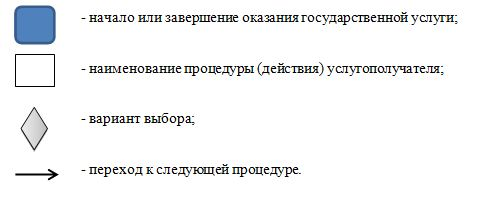 - начало или завершение оказания государственной услуги;
- наименование процедуры (действия) услугополучателя;
- вариант выбора;
- переход к следующей процедуре.